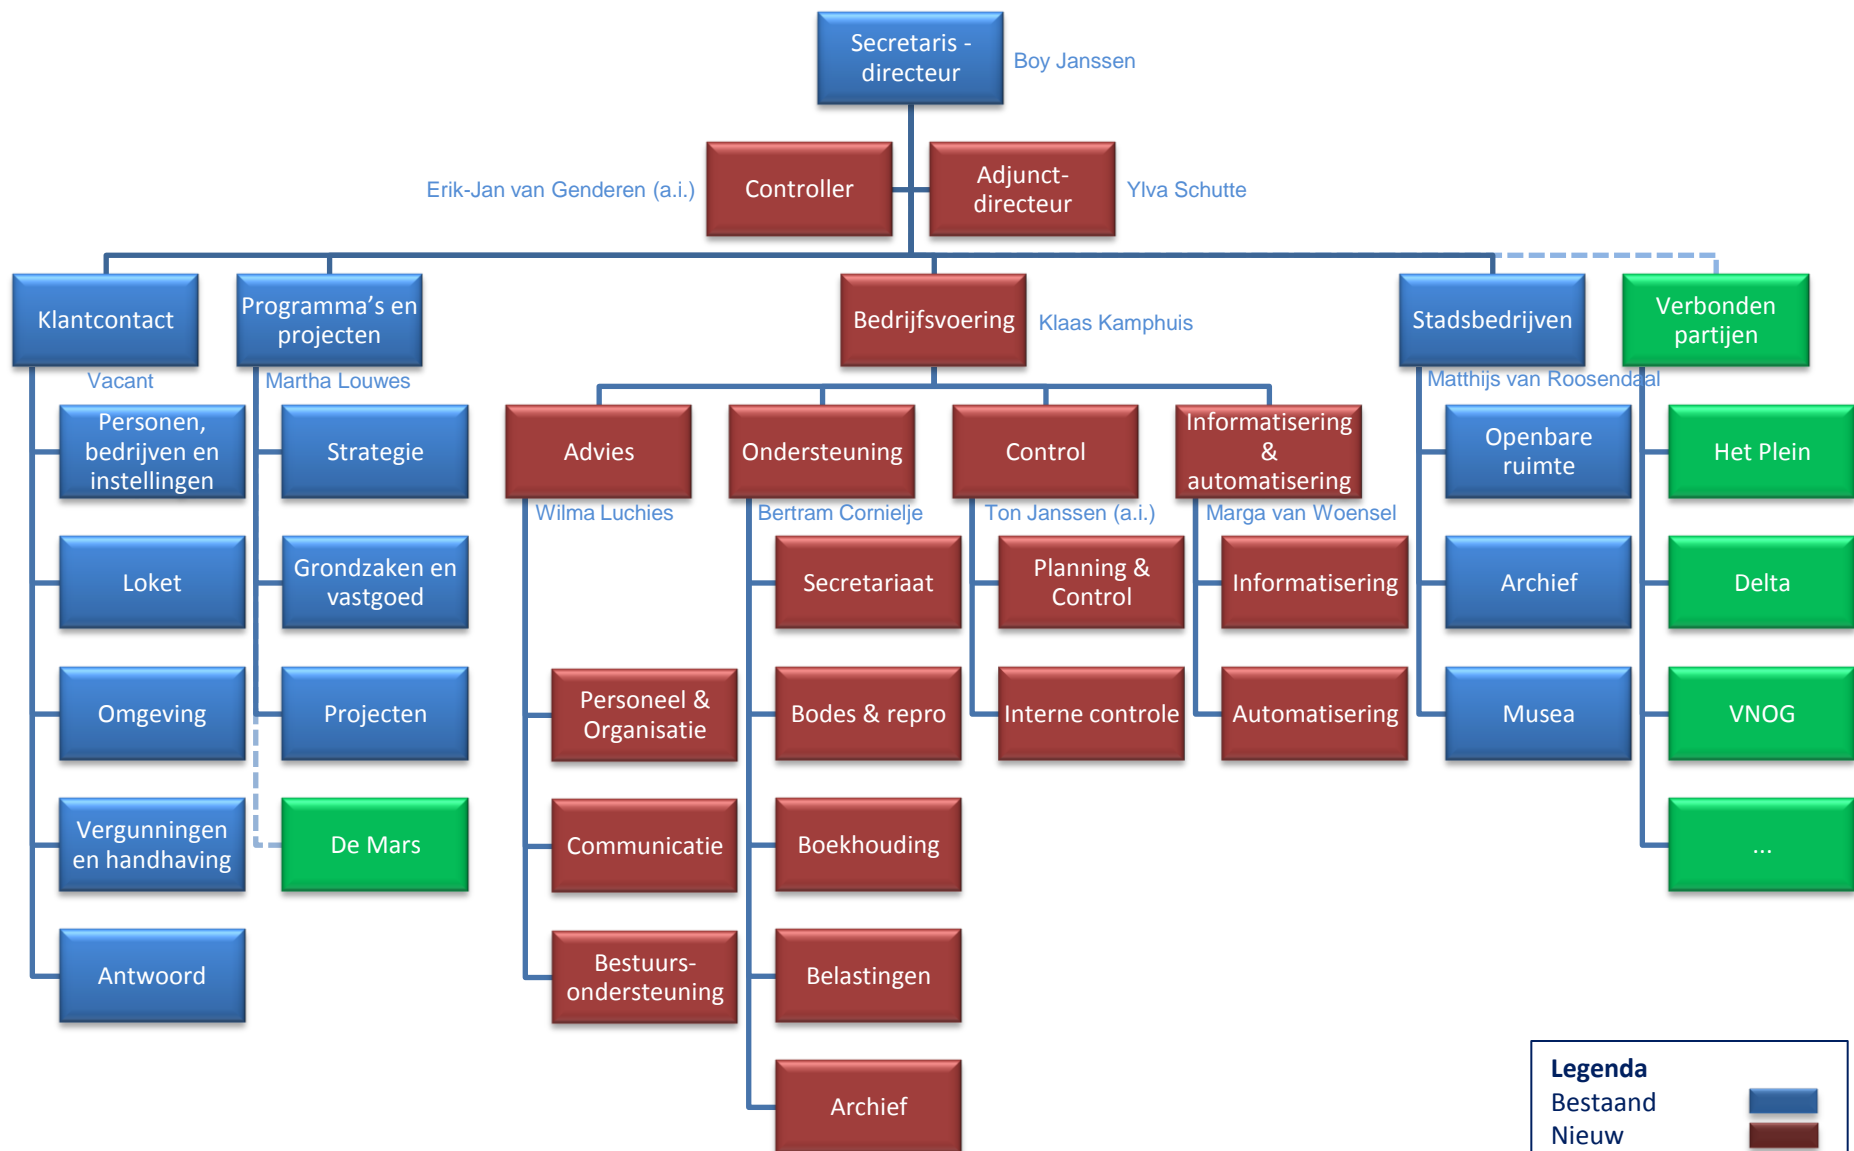 Secretaris -
directeur
Boy Janssen
Erik-Jan van Genderen (a.i.)
Controller
Adjunct-
directeur
Ylva Schutte
Klantcontact
Vacant
Programma's en
projecten
Martha Louwes
Bedrijfsvoering
Klaas Kamphuis
Stadsbedrijven
Matthijs van Roosendaal
Verbonden
partijen
Personen,
bedrijven en
instellingen
Loket
Omgeving
Vergunningen
en handhaving
Antwoord
Strategie
Grondzaken en
vastgoed
Projecten
De Mars
Advies
Wilma Luchies
Personeel &
Organisatie
Communicatie
Bestuurs-
ondersteuning
Ondersteuning
Bertram Cornielje
Secretariaat
Bodes & repro
Boekhouding
Belastingen
Archief
Control
Ton Janssen (a.i.)
Planning &
Control
Interne controle
Informatisering
&
automatisering
Marga van Woensel
Informatisering
Automatisering
Openbare
ruimte
Archief
Musea
Het Plein
Delta
VNOG
...
Legenda
Bestaand
Nieuw